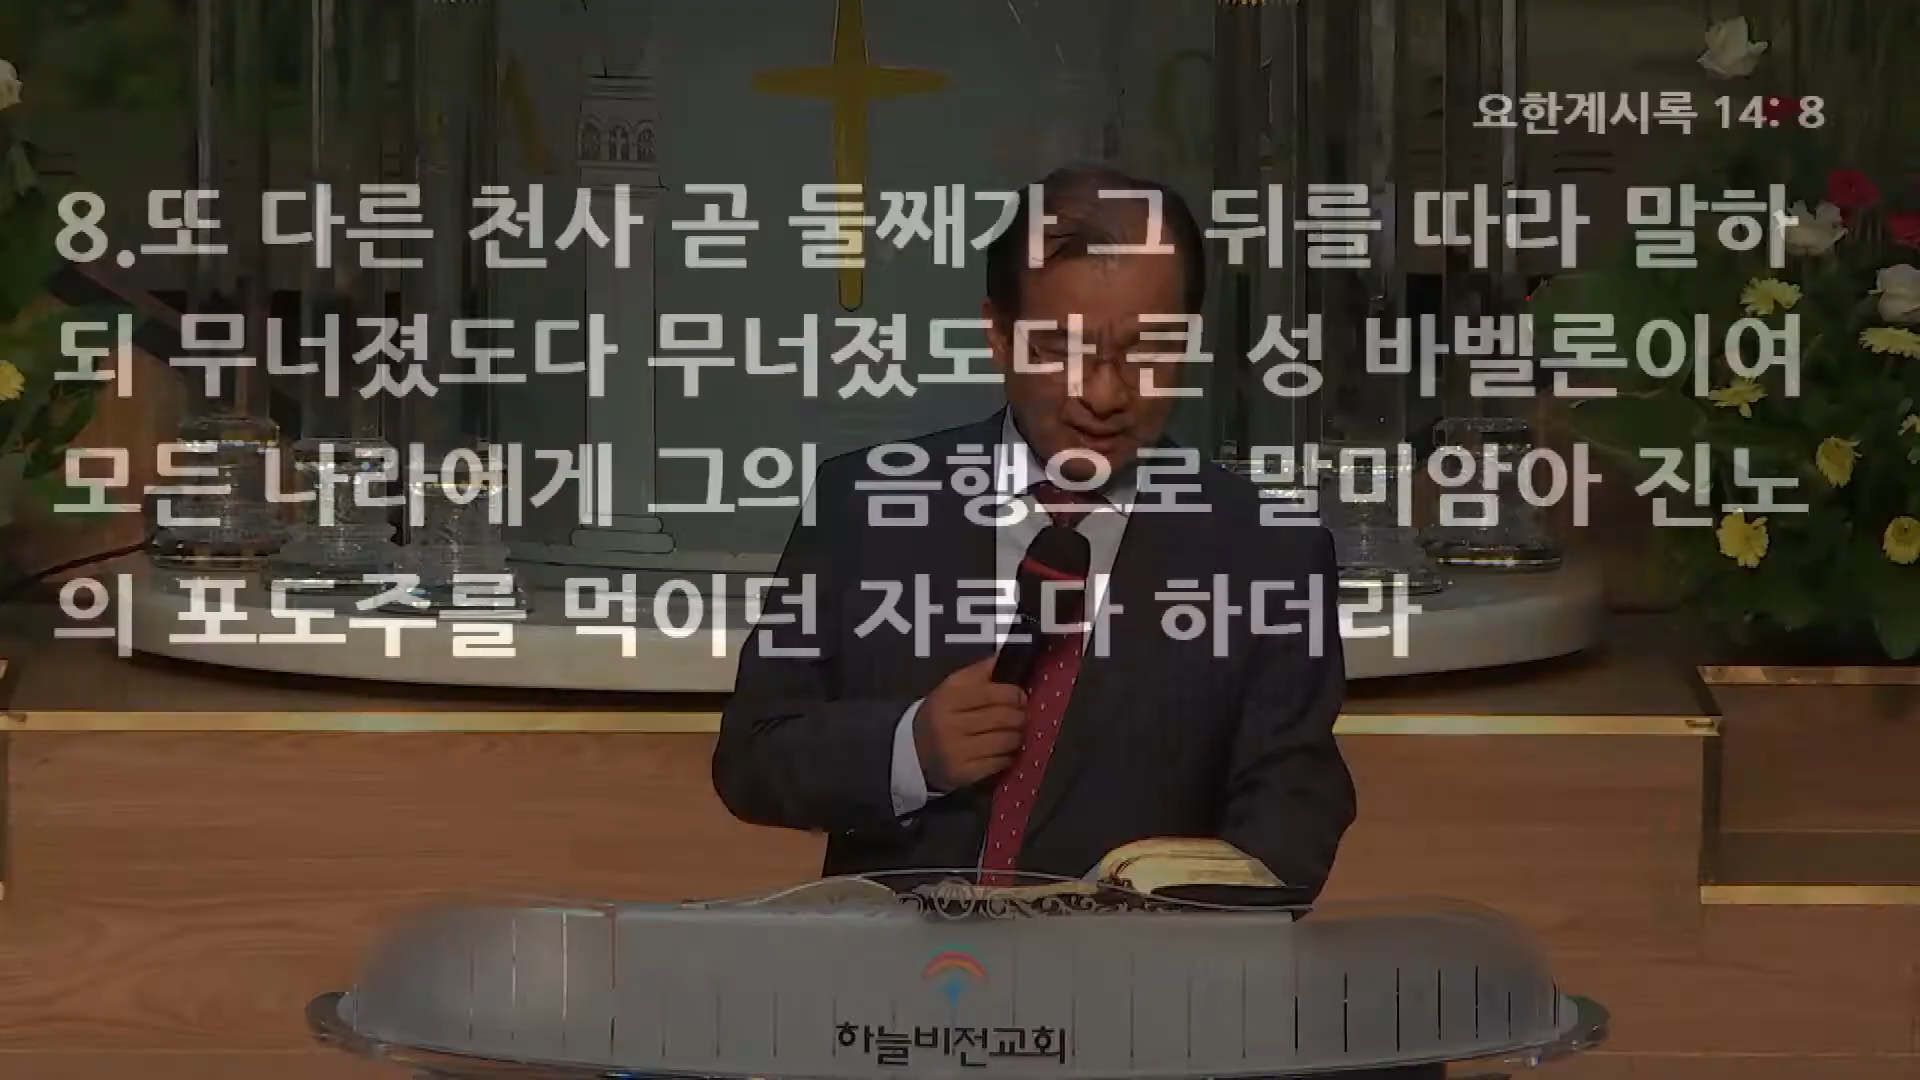 요한계시록 14: 8
8.또 다른 천사 곧 둘째가 그 뒤를 따라 말하
되 무너졌도다 무너졌도다 큰 성 바벨론이여
모든 나라에게 그의 음행으로 말미암아 진노
의 포도주를 먹이던 자로다 하더라
하늘비전교회